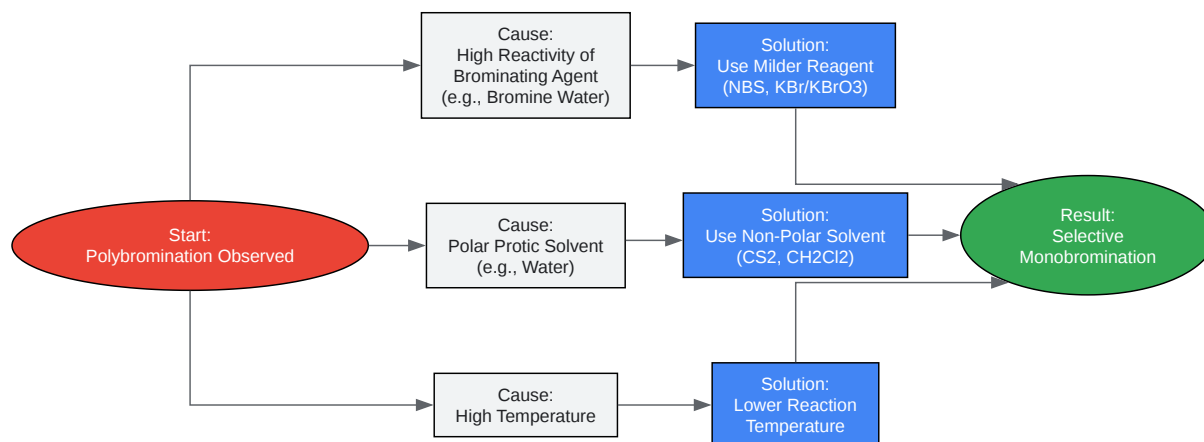 Cause:
High Reactivity of
Brominating Agent
(e.g., Bromine Water)
Solution:
Use Milder Reagent
(NBS, KBr/KBrO3)
Start:
Polybromination Observed
Cause:
Polar Protic Solvent
(e.g., Water)
Solution:
Use Non-Polar Solvent
(CS2, CH2Cl2)
Result:
Selective
Monobromination
Cause:
High Temperature
Solution:
Lower Reaction
Temperature